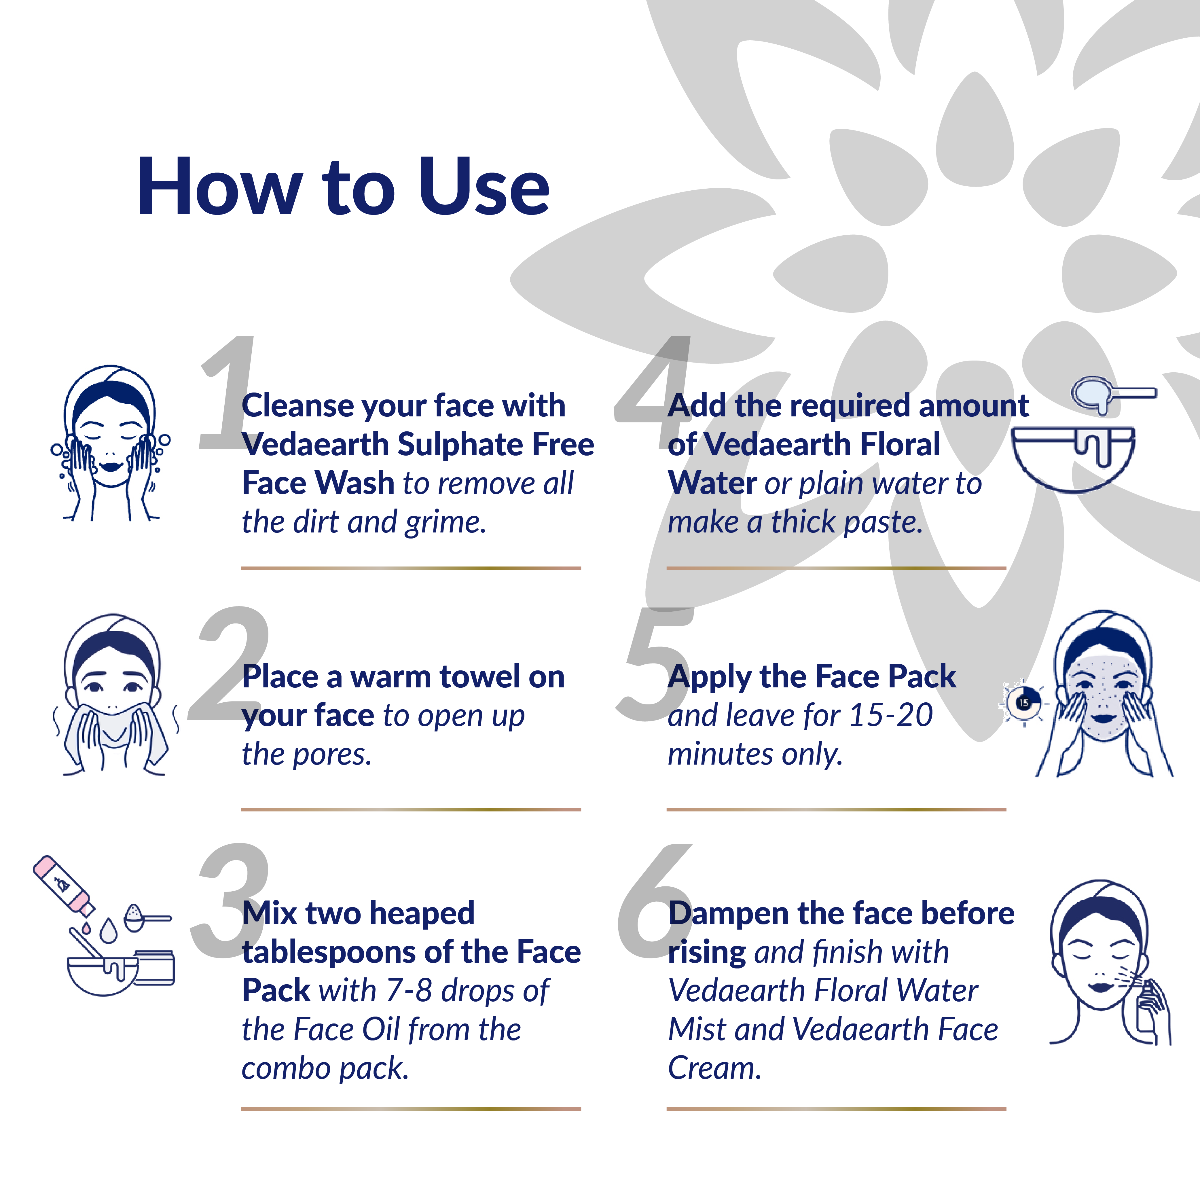 How to Use
1
Cleanse your face with
Vedaearth Sulphate Free
Face Wash to remove all
the dirt and grime.
2
Place a warm towel on
your face to open up
the pores.
3
Mix two heaped
tablespoons of the Face
Pack with 7-8 drops of
the Face Oil from the
combo pack.
4
Add the required amount
of Vedaearth Floral
Water or plain water to
make a thick paste.
5
Apply the Face Pack
and leave for 15-20
minutes only.
15
6
Dampen the face before
rising and finish with
Vedaearth Floral Water
Mist and Vedaearth Face
Cream.